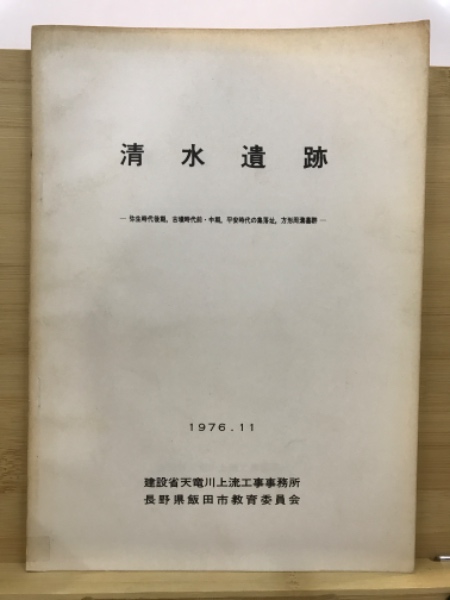 清水遺跡
― 弥生時代後期，古墳時代前・中期，平安時代の集落址，方形周溝墓群 ―
1976.11
建設省天竜川上流工事事務所
長野県飯田市教育委員会